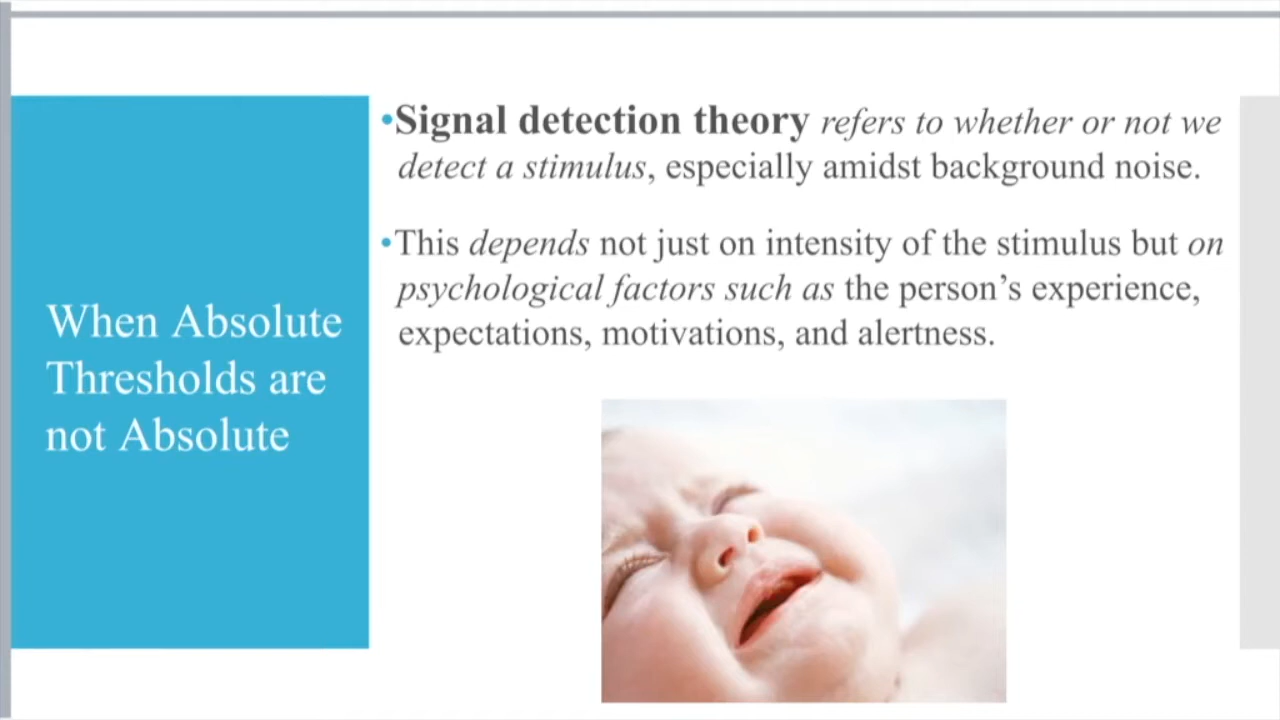 When Absolute
Thresholds are
not Absolute
•Signal detection theory refers to whether or not we
detect a stimulus, especially amidst background noise.
•This depends not just on intensity of the stimulus but on
psychological factors such as the person’s experience,
expectations, motivations, and alertness.